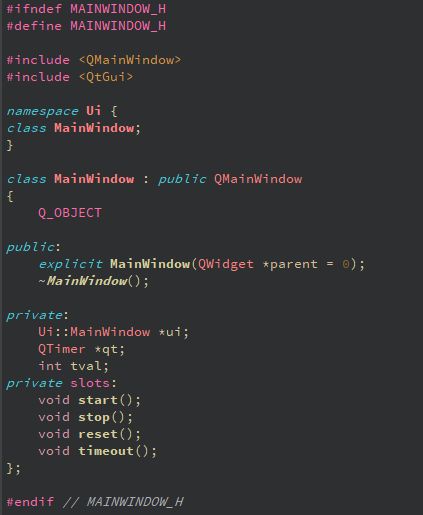 #ifndef MAINWINDOW_H
#define MAINWINDOW_H

#include <QMainWindow>
#include <QtGui>

namespace Ui {
class MainWindow;
}

class MainWindow : public QMainWindow
{
    Q_OBJECT

public:
    explicit MainWindow(QWidget *parent = 0);
    ~MainWindow();

private:
    Ui::MainWindow *ui;
    QTimer *qt;
    int tval;
private slots:
    void start();
    void stop();
    void reset();
    void timeout();
};

#endif // MAINWINDOW_H